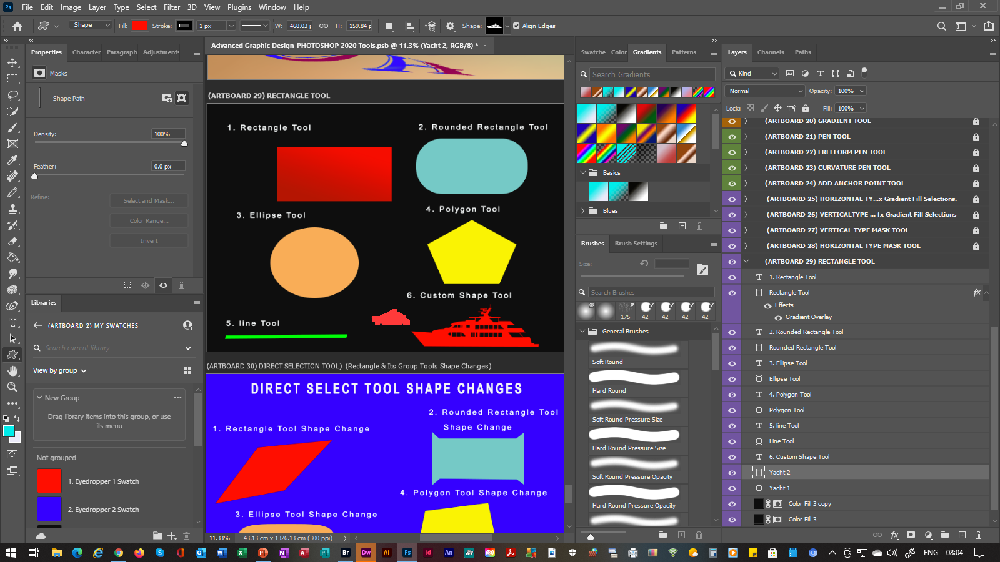 File Edit Image Layer Type Select Filter 3D View Plugins Window Help
Shape Fill: Stroke: 1 px W: 468.03 p H: 159.84 p Shape: Align Edges
Properties Character Paragraph Adjustments
Masks
Shape Path
Density: 100%
Feather: 0.0 px
Refine: Select and Mask...
Color Range...
Invert
Libraries
(ARTBOARD 2) MY SWATCHES
Search current library
View by group
New Group
Drag library items into this group, or use
its menu
Not grouped
1. Eyedropper 1 Swatch
2. Eyedropper 2 Swatch
Advanced Graphic Design_PHOTOSHOP 2020 Tools.psb @ 11.3% (Yacht 2, RGB/8) *
(ARTBOARD 29) RECTANGLE TOOL
1. Rectangle Tool
2. Rounded Rectangle Tool
3. Ellipse Tool
4. Polygon Tool
5. line Tool
6. Custom Shape Tool
(ARTBOARD 30) DIRECT SELECTION TOOL) (Rectangle & Its Group Tools Shape Changes)
DIRECT SELECT TOOL SHAPE CHANGES
1. Rectangle Tool Shape Change
2. Rounded Rectangle Tool
Shape Change
3. Ellipse Tool Shape Change
4. Polygon Tool Shape Change
11.33% 43.13 cm x 1326.13 cm (300 ppi)
Swatche Color Gradients Patterns
Search Gradients
Basics
Blues
Brushes Brush Settings
Size:
Search Brushes
175 42 42 42 42
General Brushes
Soft Round
Hard Round
Soft Round Pressure Size
Hard Round Pressure Size
Soft Round Pressure Opacity
Hard Round Pressure Opacity
Layers Channels Paths
Kind
Normal Opacity: 100%
Lock: Fill: 100%
(ARTBOARD 20) GRADIENT TOOL
(ARTBOARD 21) PEN TOOL
(ARTBOARD 22) FREEFORM PEN TOOL
(ARTBOARD 23) CURVATURE PEN TOOL
(ARTBOARD 24) ADD ANCHOR POINT TOOL
(ARTBOARD 25) HORIZONTAL TY...x Gradient Fill Selections.
(ARTBOARD 26) VERTICALTYPE ... fx Gradient Fill Selections
(ARTBOARD 27) VERTICAL TYPE MASK TOOL
(ARTBOARD 28) HORIZONTAL TYPE MASK TOOL
(ARTBOARD 29) RECTANGLE TOOL
1. Rectangle Tool
Rectangle Tool fx
Effects
Gradient Overlay
2. Rounded Rectangle Tool
Rounded Rectangle Tool
3. Ellipse Tool
Ellipse Tool
4. Polygon Tool
Polygon Tool
5. line Tool
Line Tool
6. Custom Shape Tool
Yacht 2
Yacht 1
Color Fill 3 copy
Color Fill 3
ENG 08:04